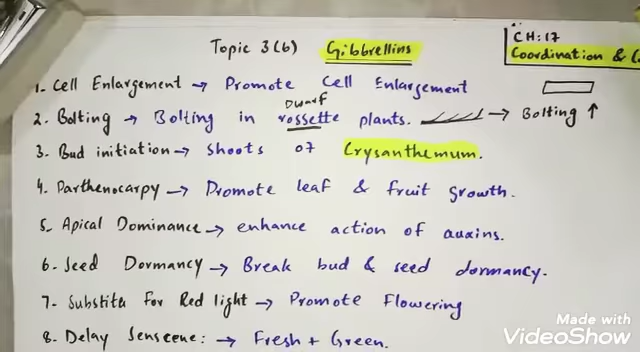 CH:17
Topic 3(b) Gibbrellins
Coordination &
1- Cell Enlargement → Promote Cell Enlargement
Dwarf
2- Bolting → Bolting in rossette plants. → Bolting ↑
3- Bud initiation → shoots of Crysanthemum.
4- Parthenocarpy → Promote leaf & fruit growth.
5- Apical Dominance → enhance action of auxins.
6- Seed Dormancy → Break bud & seed dormancy.
7- Substitu For Red light → Promote Flowering
8- Delay Senscene: → Fresh + Green.
Made with
VideoShow